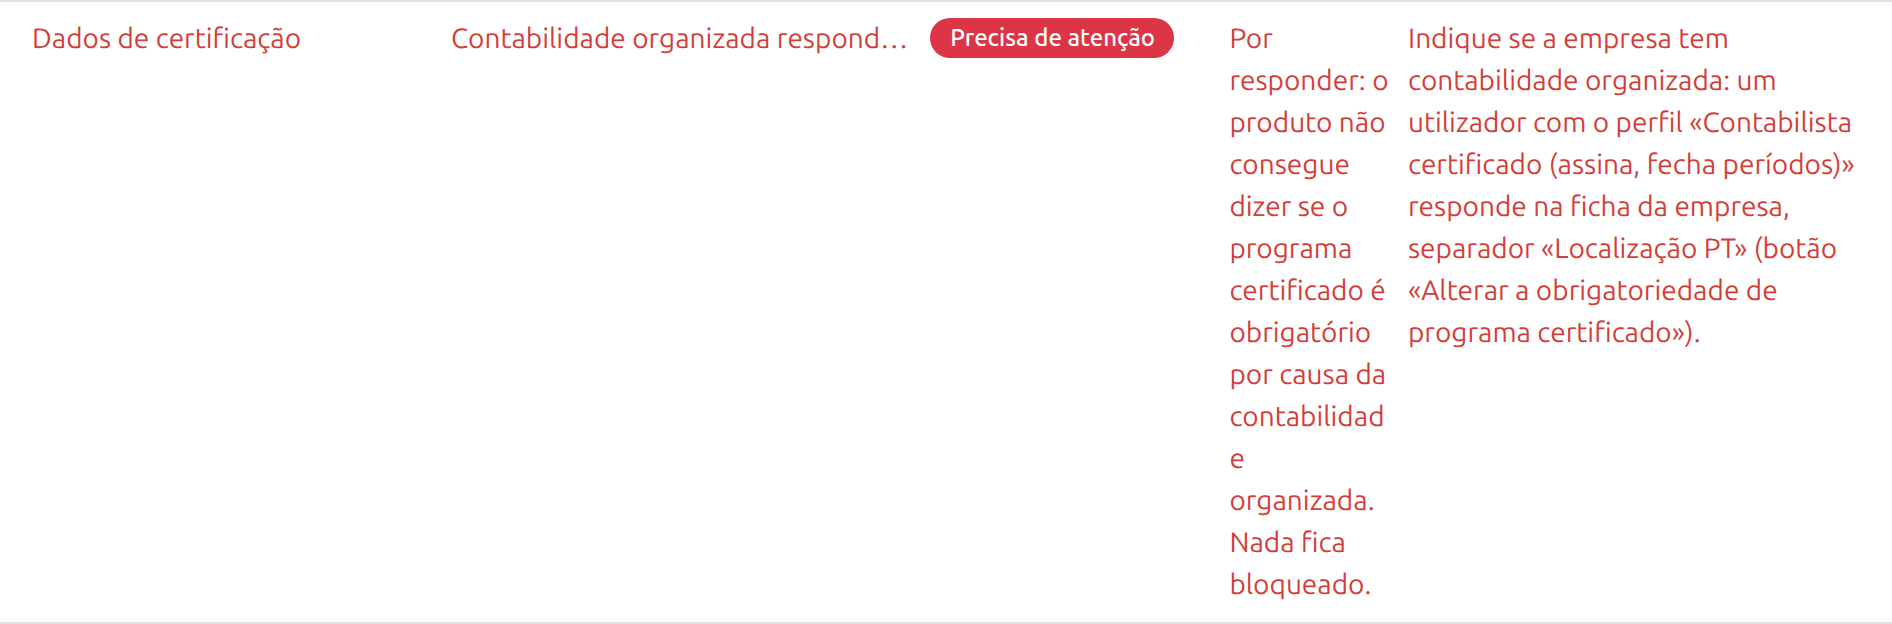 Dados de certificação
Contabilidade organizada respond…
Precisa de atenção
Por
responder: o
produto não
consegue
dizer se o
programa
certificado é
obrigatório
por causa da
contabilidad
e
organizada.
Nada fica
bloqueado.
Indique se a empresa tem
contabilidade organizada: um
utilizador com o perfil «Contabilista
certificado (assina, fecha períodos)»
responde na ficha da empresa,
separador «Localização PT» (botão
«Alterar a obrigatoriedade de
programa certificado»).